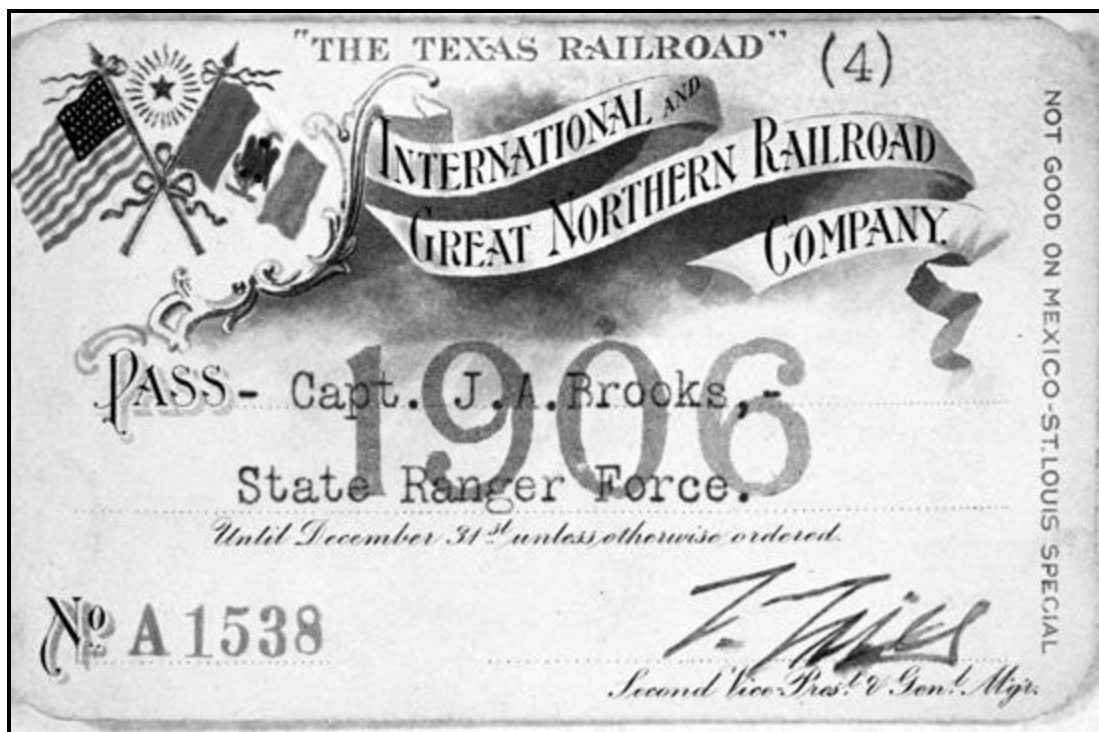 "THE TEXAS RAILROAD" (4)
INTERNATIONAL AND
GREAT NORTHERN RAILROAD
COMPANY.
1906
PASS - Capt. J.A.Brooks,-
State Ranger Force.
Until December 31st unless otherwise ordered.
No A 1538
Second Vice-Prest. & Genl. Mgr.
NOT GOOD ON MEXICO-ST.LOUIS SPECIAL